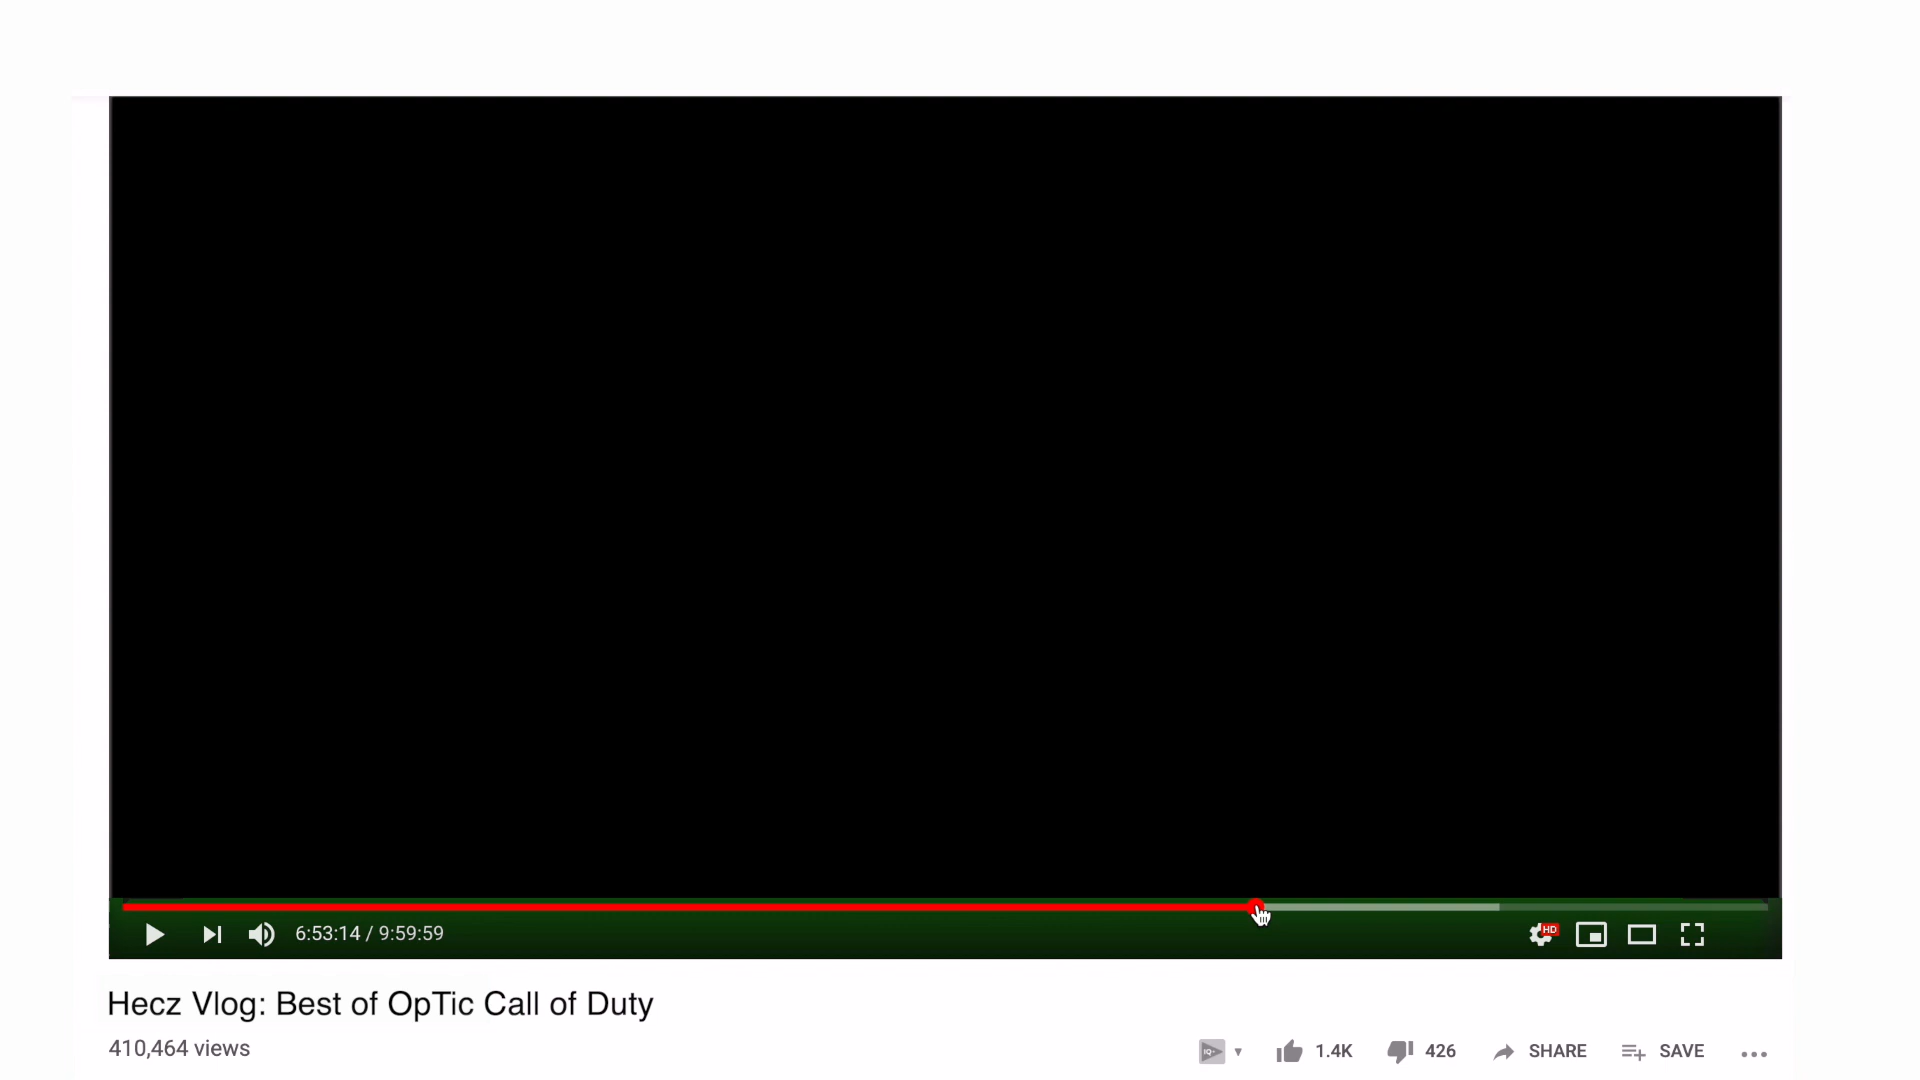 6:53:14 / 9:59:59
HD
Hecz Vlog: Best of OpTic Call of Duty
410,464 views
1.4K
426
SHARE
SAVE